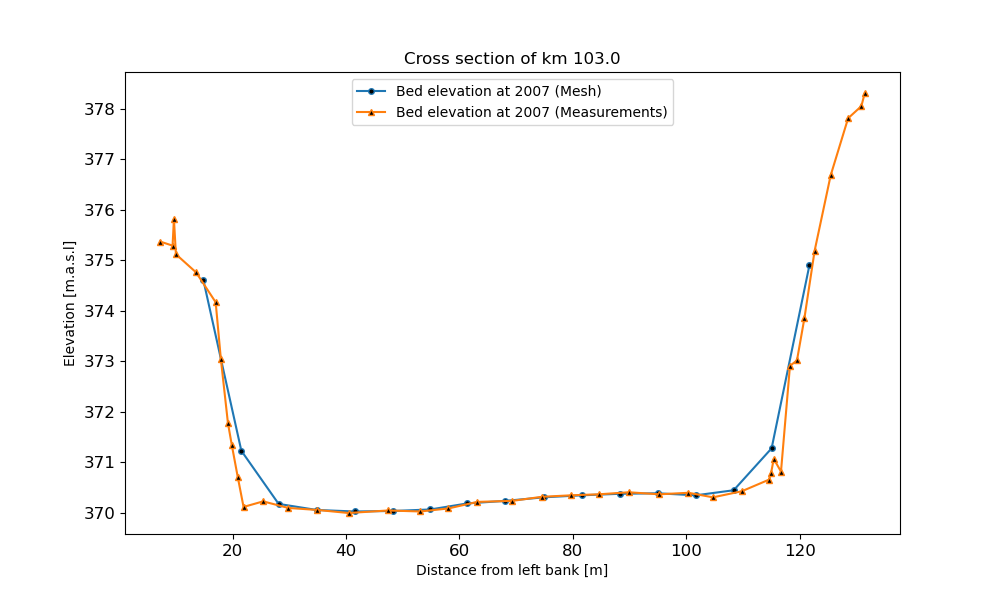 Cross section of km 103.0
Bed elevation at 2007 (Mesh)
Bed elevation at 2007 (Measurements)
378
377
376
375
374
373
372
371
370
Elevation [m.a.s.l]
20 40 60 80 100 120
Distance from left bank [m]